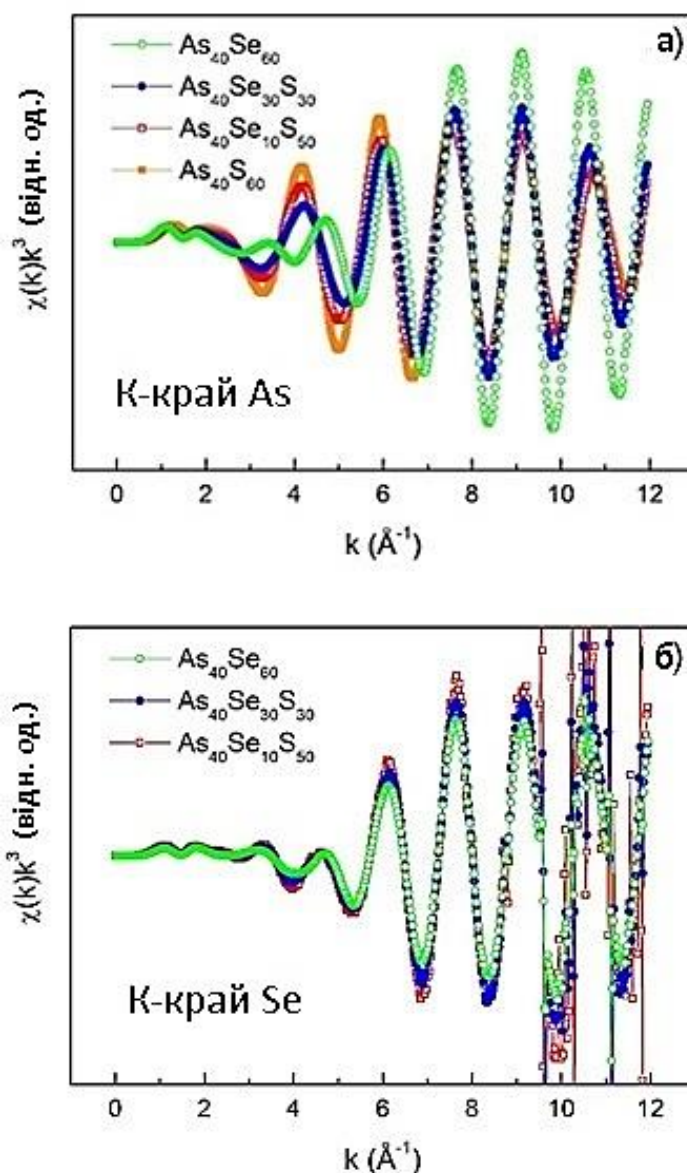 а)
As₄₀Se₆₀
As₄₀Se₃₀S₃₀
As₄₀Se₁₀S₅₀
As₄₀S₆₀
χ(k)k³ (відн. од.)
К-край As
0 2 4 6 8 10 12
k (Å⁻¹)
б)
As₄₀Se₆₀
As₄₀Se₃₀S₃₀
As₄₀Se₁₀S₅₀
χ(k)k³ (відн. од.)
К-край Se
0 2 4 6 8 10 12
k (Å⁻¹)